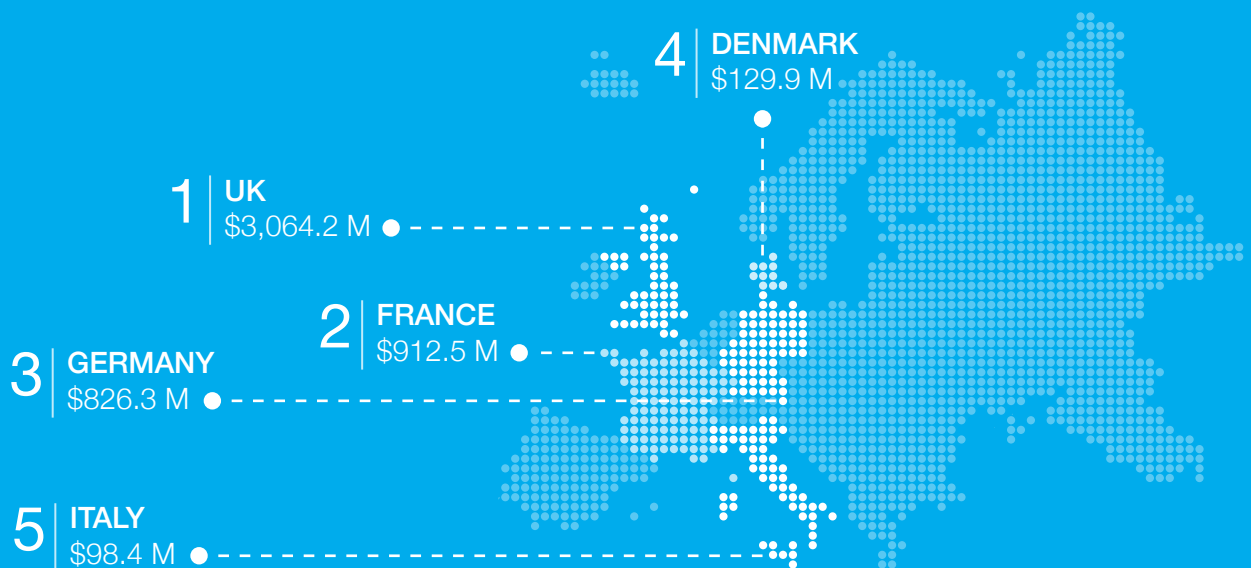 1
UK
$3,064.2 M
2
FRANCE
$912.5 M
3
GERMANY
$826.3 M
4
DENMARK
$129.9 M
5
ITALY
$98.4 M